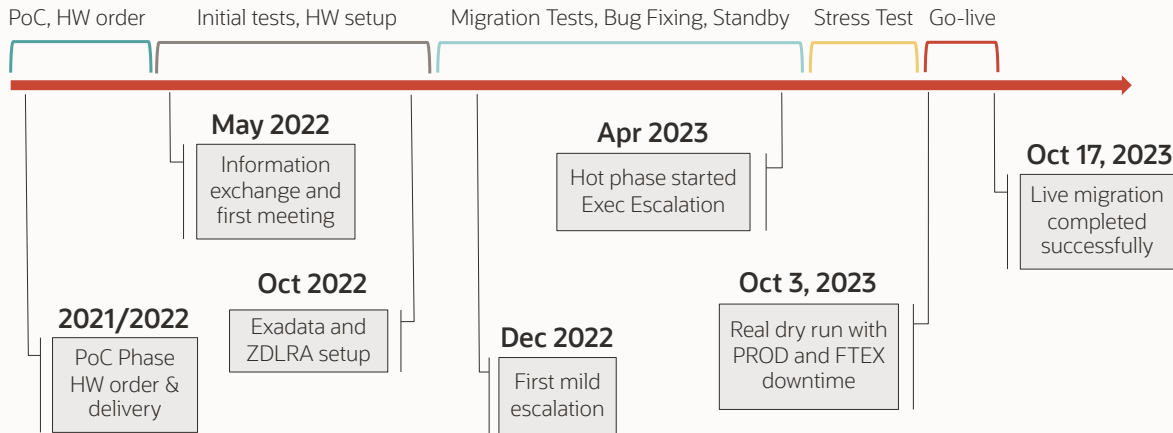 PoC, HW order
Initial tests, HW setup
Migration Tests, Bug Fixing, Standby
Stress Test
Go-live
May 2022
Information
exchange and
first meeting
Apr 2023
Hot phase started
Exec Escalation
Oct 17, 2023
Live migration
completed
successfully
2021/2022
PoC Phase
HW order &
delivery
Oct 2022
Exadata and
ZDLRA setup
Dec 2022
First mild
escalation
Oct 3, 2023
Real dry run with
PROD and FTEX
downtime